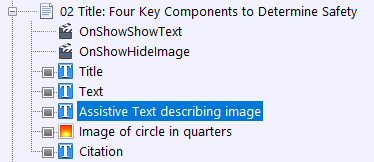 02 Title: Four Key Components to Determine Safety
OnShowShowText
OnShowHideImage
Title
Text
Assistive Text describing image
Image of circle in quarters
Citation